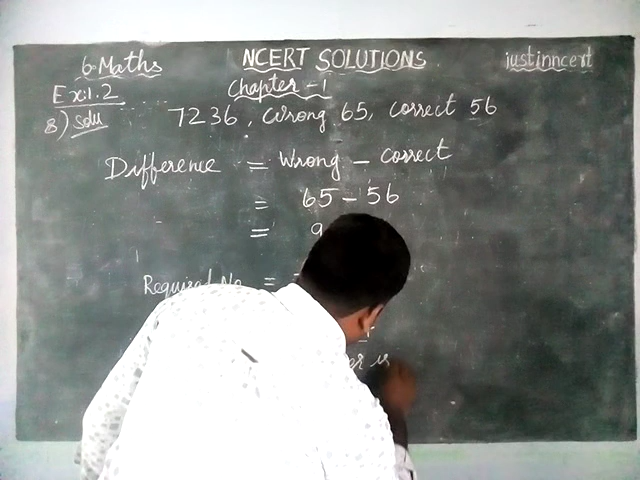 6. Maths NCERT SOLUTIONS justinncert
Ex:1.2 Chapter -1
8) Solu 7236, Wrong 65, correct 56
Difference = Wrong - correct
= 65 - 56
= 9
Required No =
is